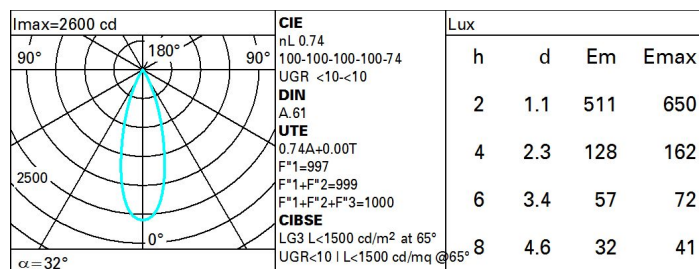 Imax=2600 cd
90°
180°
90°
2500
0°
α=32°
CIE
nL 0.74
100-100-100-100-74
UGR <10-<10
DIN
A.61
UTE
0.74A+0.00T
F"1=997
F"1+F"2=999
F"1+F"2+F"3=1000
CIBSE
LG3 L<1500 cd/m² at 65°
UGR<10 | L<1500 cd/mq @65°
Lux
h d Em Emax
2 1.1 511 650
4 2.3 128 162
6 3.4 57 72
8 4.6 32 41